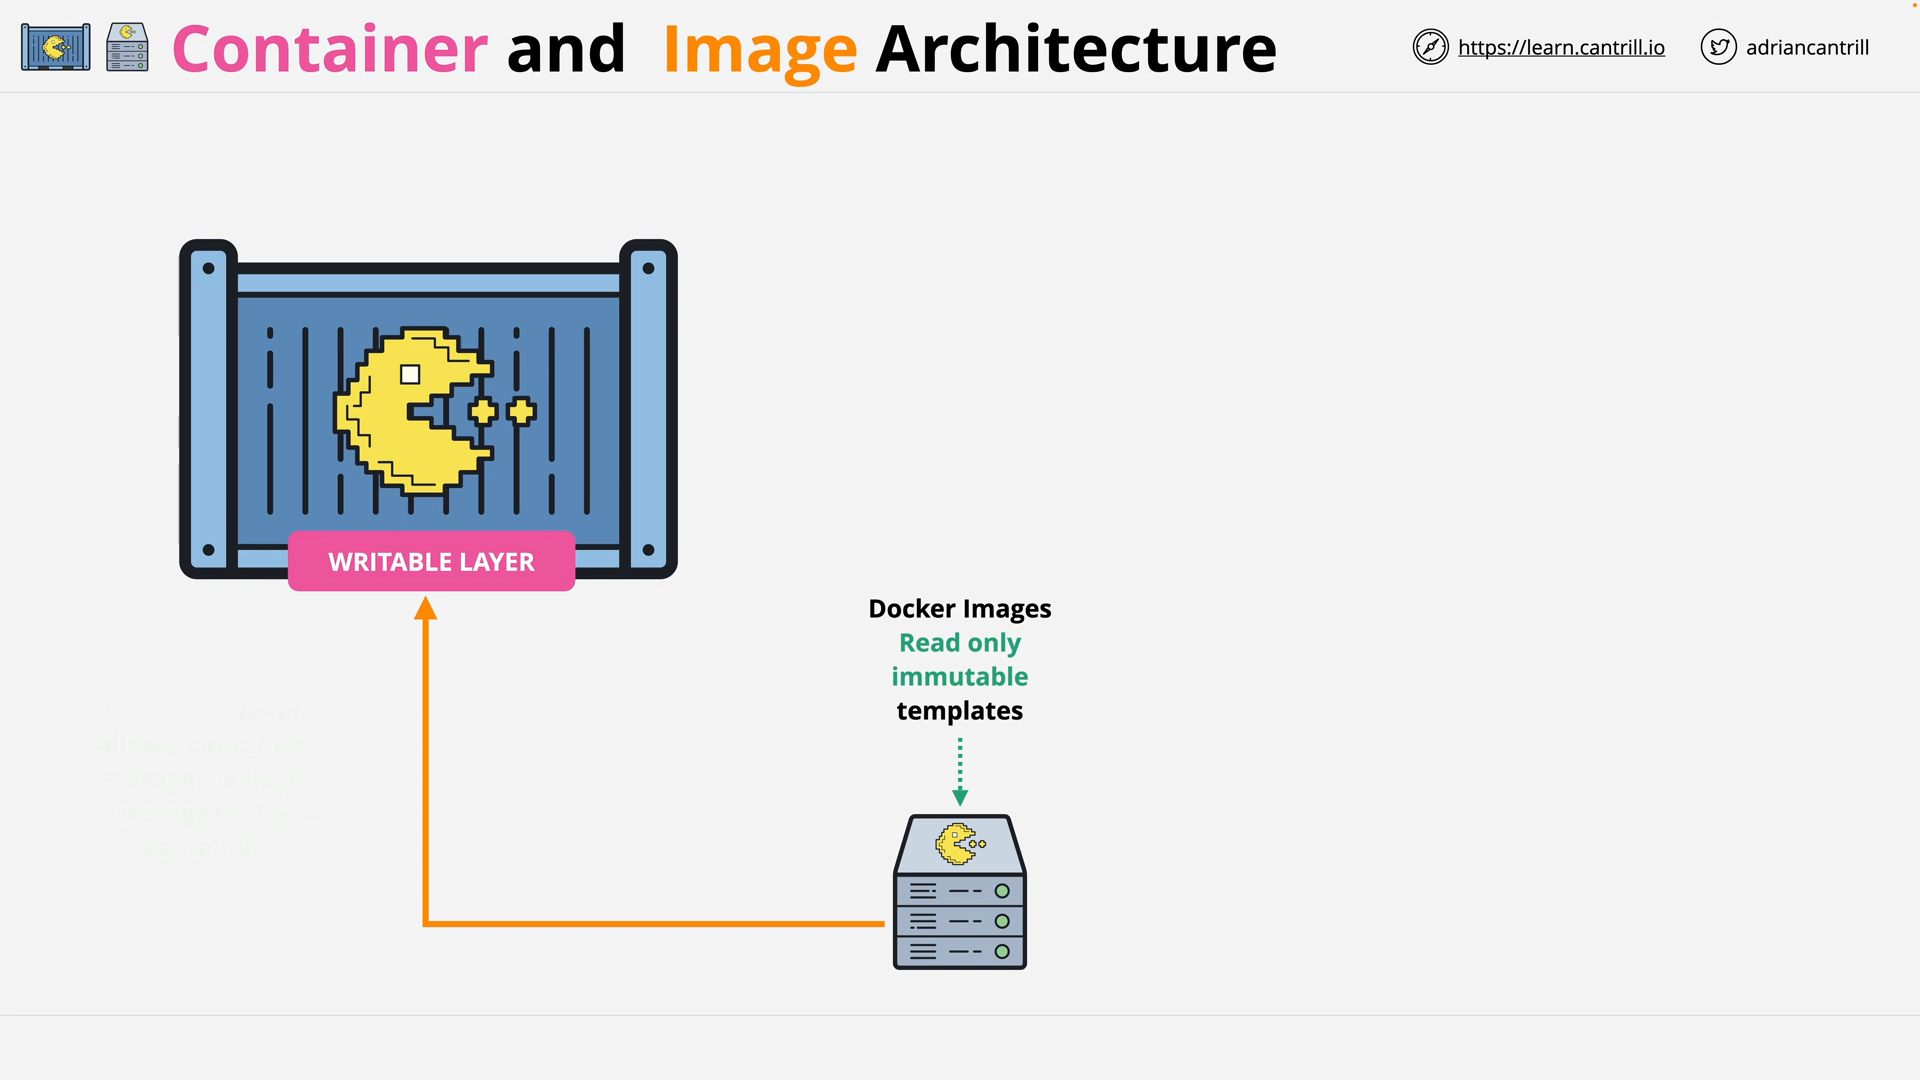 Container and Image Architecture
https://learn.cantrill.io
adriancantrill
WRITABLE LAYER
Docker Images
Read only
immutable
templates